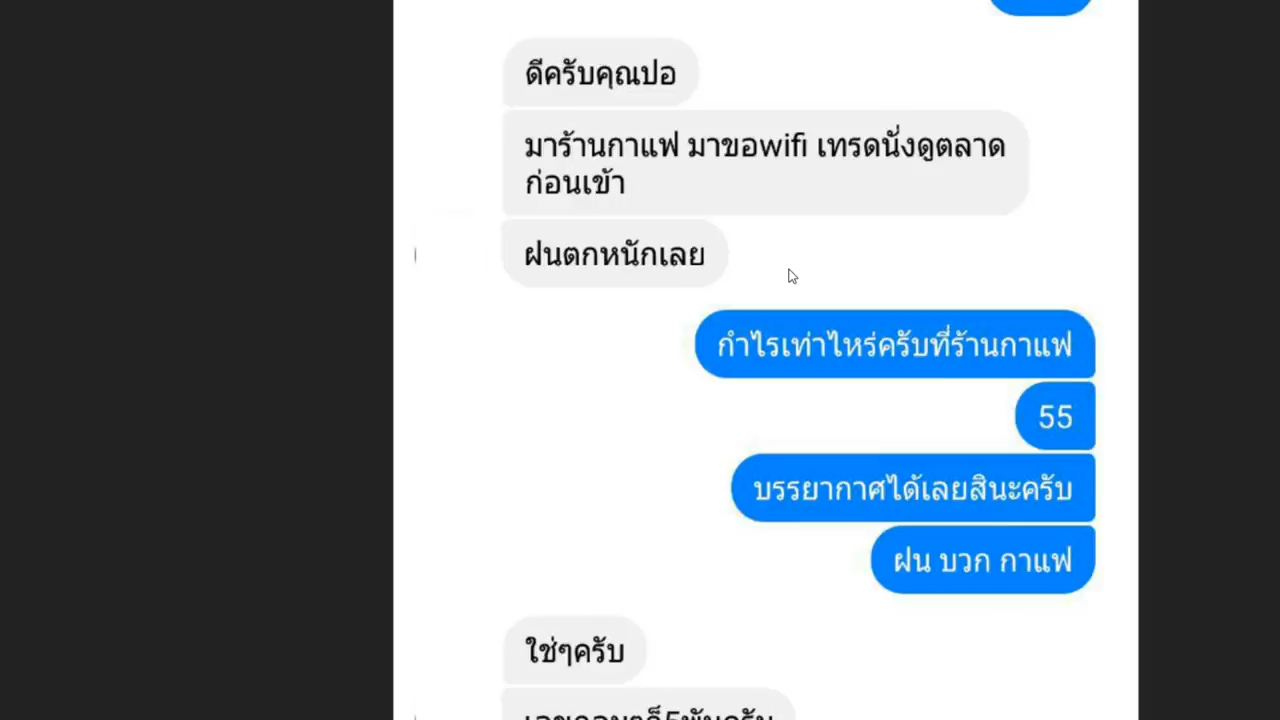 ดีครับคุณปอ
มาร้านกาแฟ มาขอwifi เทรดนั่งดูตลาด
ก่อนเข้า
ฝนตกหนักเลย
กำไรเท่าไหร่ครับที่ร้านกาแฟ
55
บรรยากาศได้เลยสินะครับ
ฝน บวก กาแฟ
ใช่ๆครับ